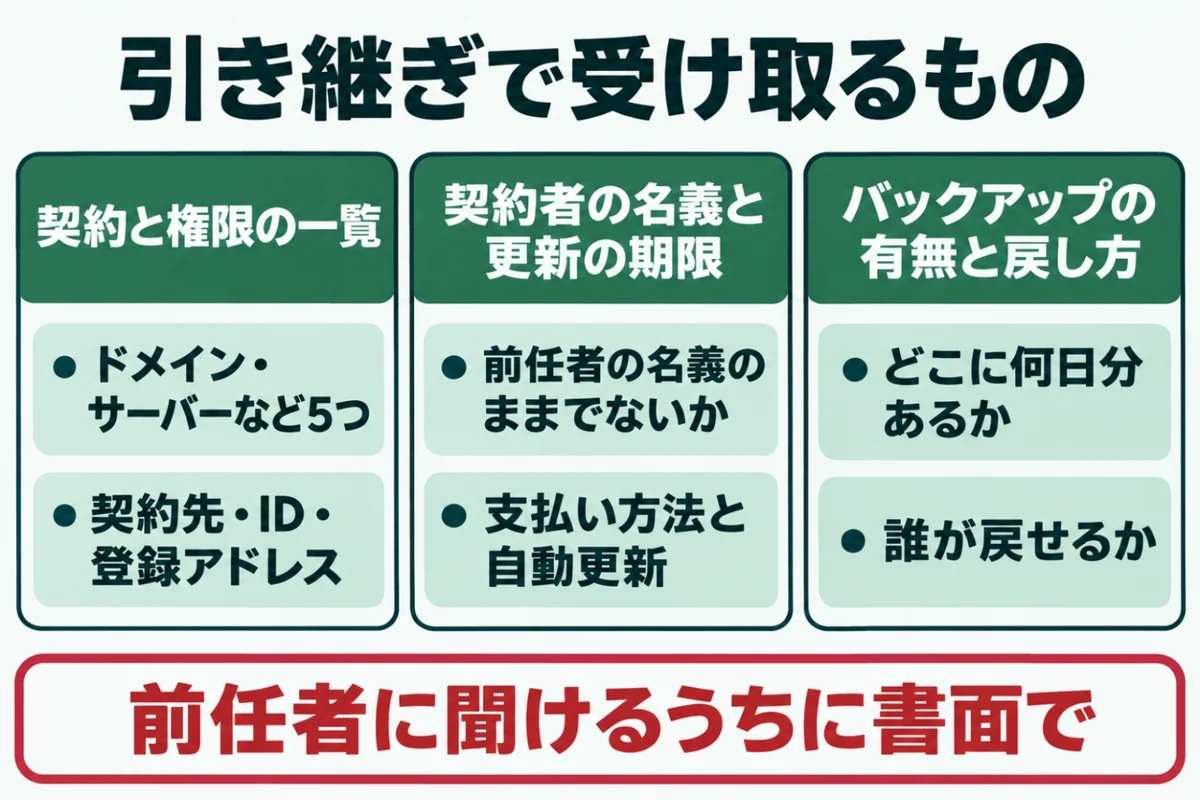 引き継ぎで受け取るもの
契約と権限の一覧
● ドメイン・
サーバーなど5つ
● 契約先・ID・
登録アドレス
契約者の名義と
更新の期限
● 前任者の名義の
ままでないか
● 支払い方法と
自動更新
バックアップの
有無と戻し方
● どこに何日分
あるか
● 誰が戻せるか
前任者に聞けるうちに書面で